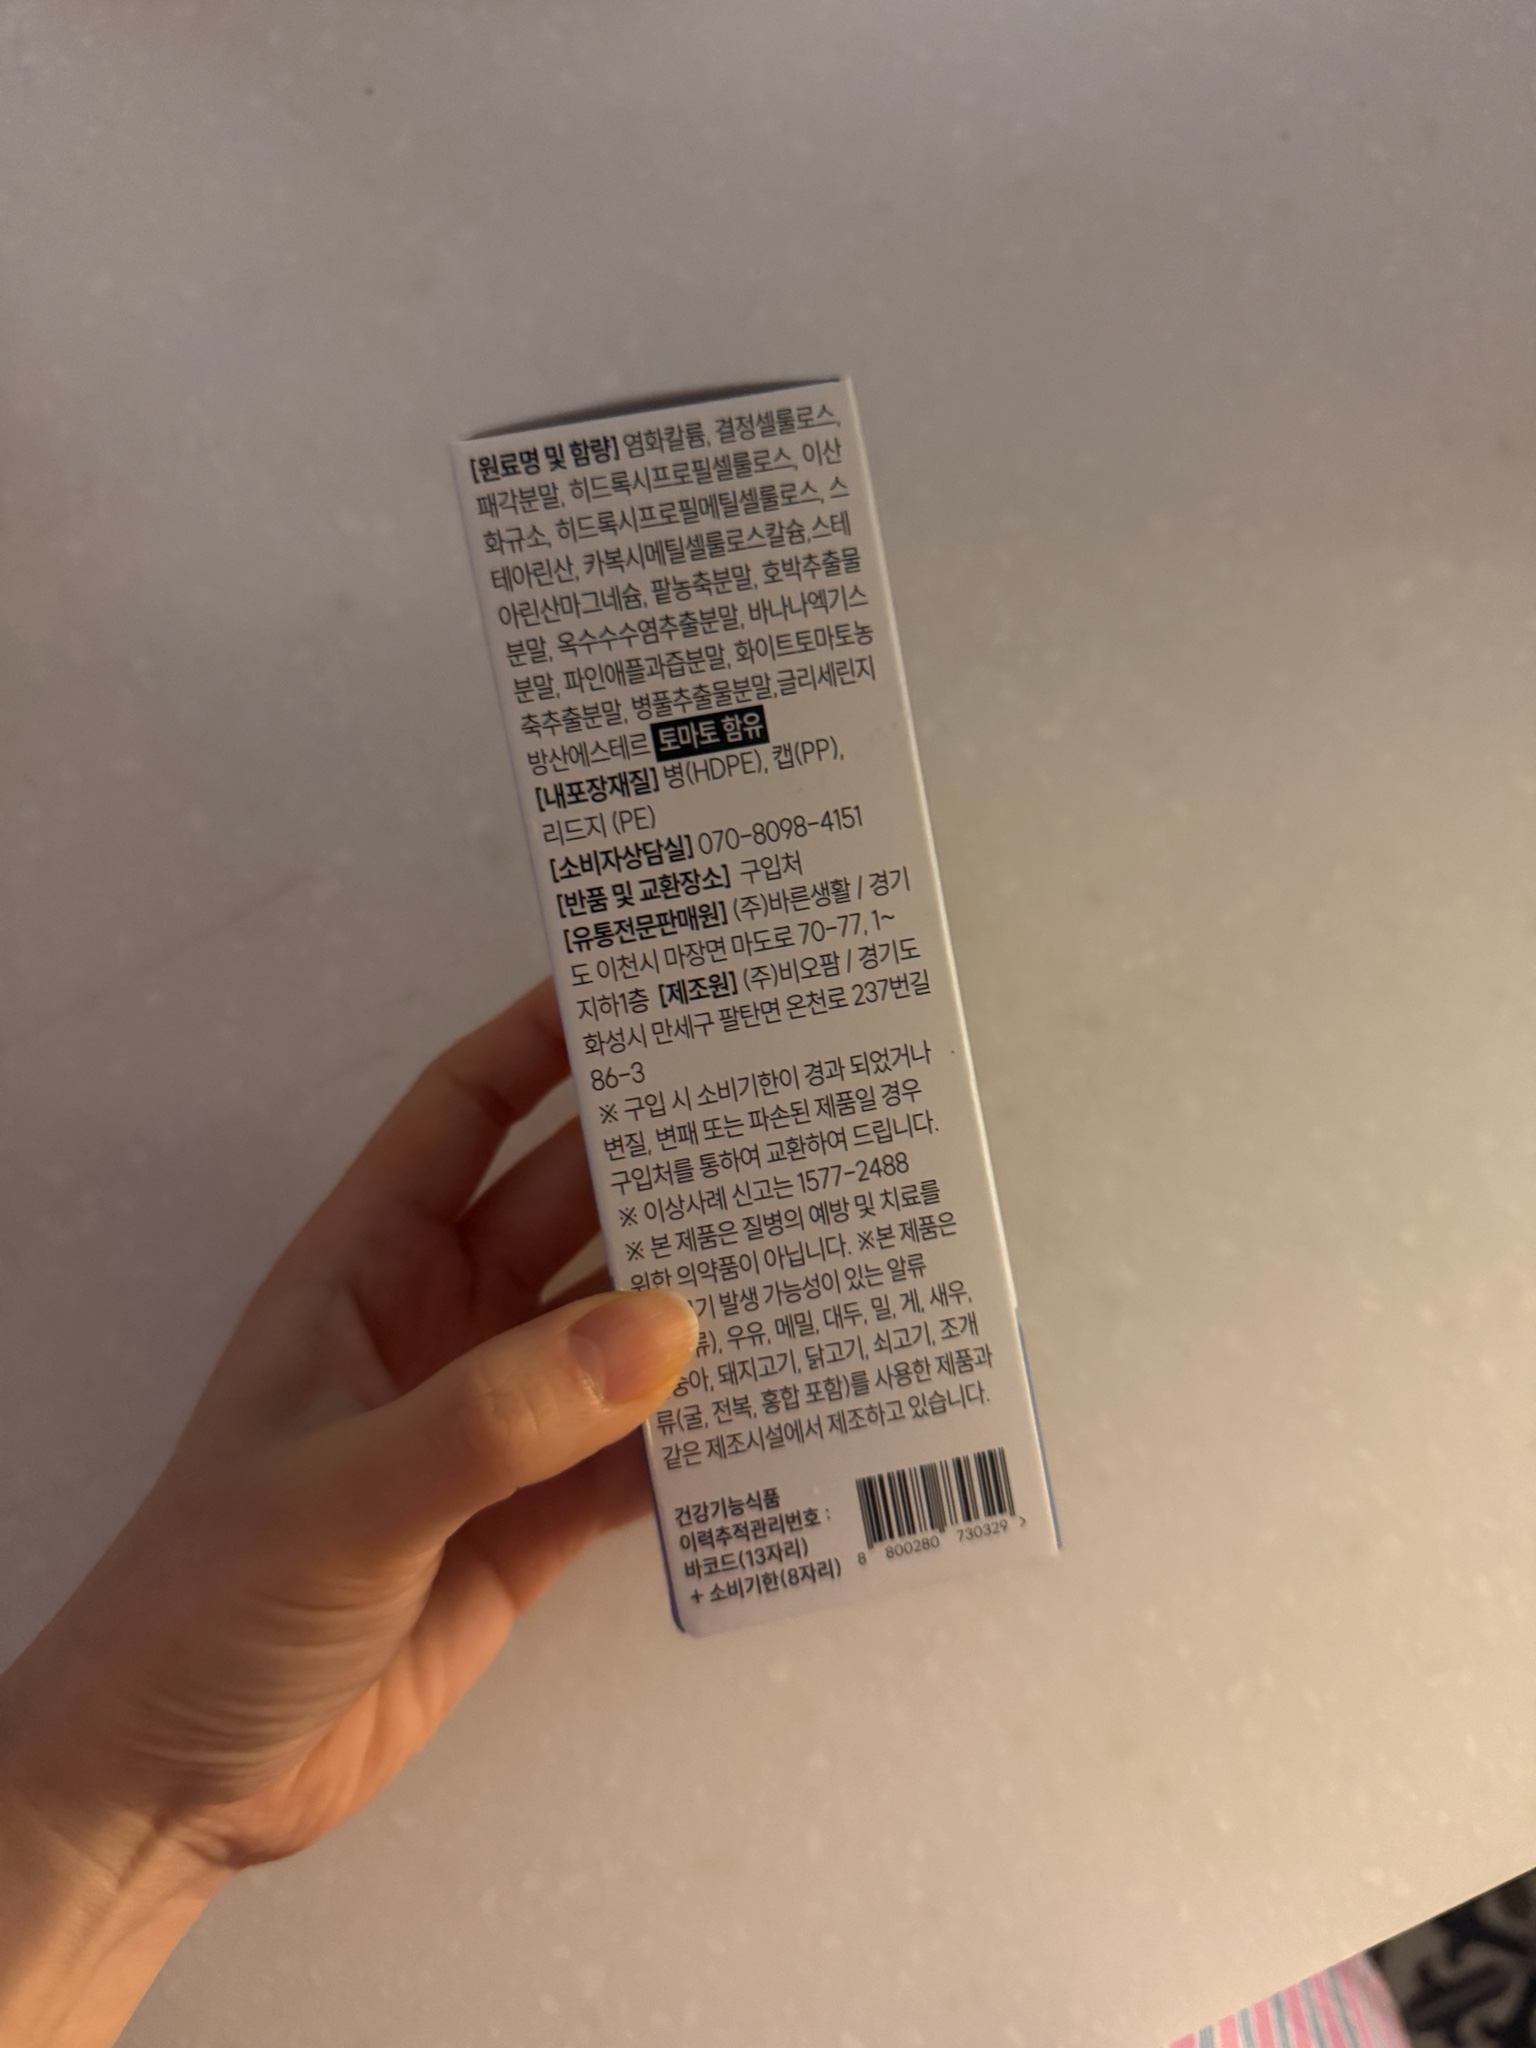 [원료명 및 함량] 염화칼륨, 결정셀룰로스,
패각분말, 히드록시프로필셀룰로스, 이산
화규소, 히드록시프로필메틸셀룰로스, 스
테아린산, 카복시메틸셀룰로스칼슘,스테
아린산마그네슘, 팥농축분말, 호박추출물
분말, 옥수수수염추출분말, 바나나엑기스
분말, 파인애플과즙분말, 화이트토마토농
축추출분말, 병풀추출물분말,글리세린지
방산에스테르 토마토 함유
[내포장재질] 병(HDPE), 캡(PP),
리드지 (PE)
[소비자상담실] 070-8098-4151
[반품 및 교환장소] 구입처
[유통전문판매원] (주)바른생활 / 경기
도 이천시 마장면 마도로 70-77, 1~
지하1층 [제조원] (주)비오팜 / 경기도
화성시 만세구 팔탄면 온천로 237번길
86-3
※ 구입 시 소비기한이 경과 되었거나
변질, 변패 또는 파손된 제품일 경우
구입처를 통하여 교환하여 드립니다.
※ 이상사례 신고는 1577-2488
※ 본 제품은 질병의 예방 및 치료를
위한 의약품이 아닙니다. ※본 제품은
발생 가능성이 있는 알류
우유, 메밀, 대두, 밀, 게, 새우,
돼지고기, 닭고기, 쇠고기, 조개
류(굴, 전복, 홍합 포함)를 사용한 제품과
같은 제조시설에서 제조하고 있습니다.
건강기능식품
이력추적관리번호 :
바코드(13자리)
+ 소비기한(8자리)
8 800280 730329 >